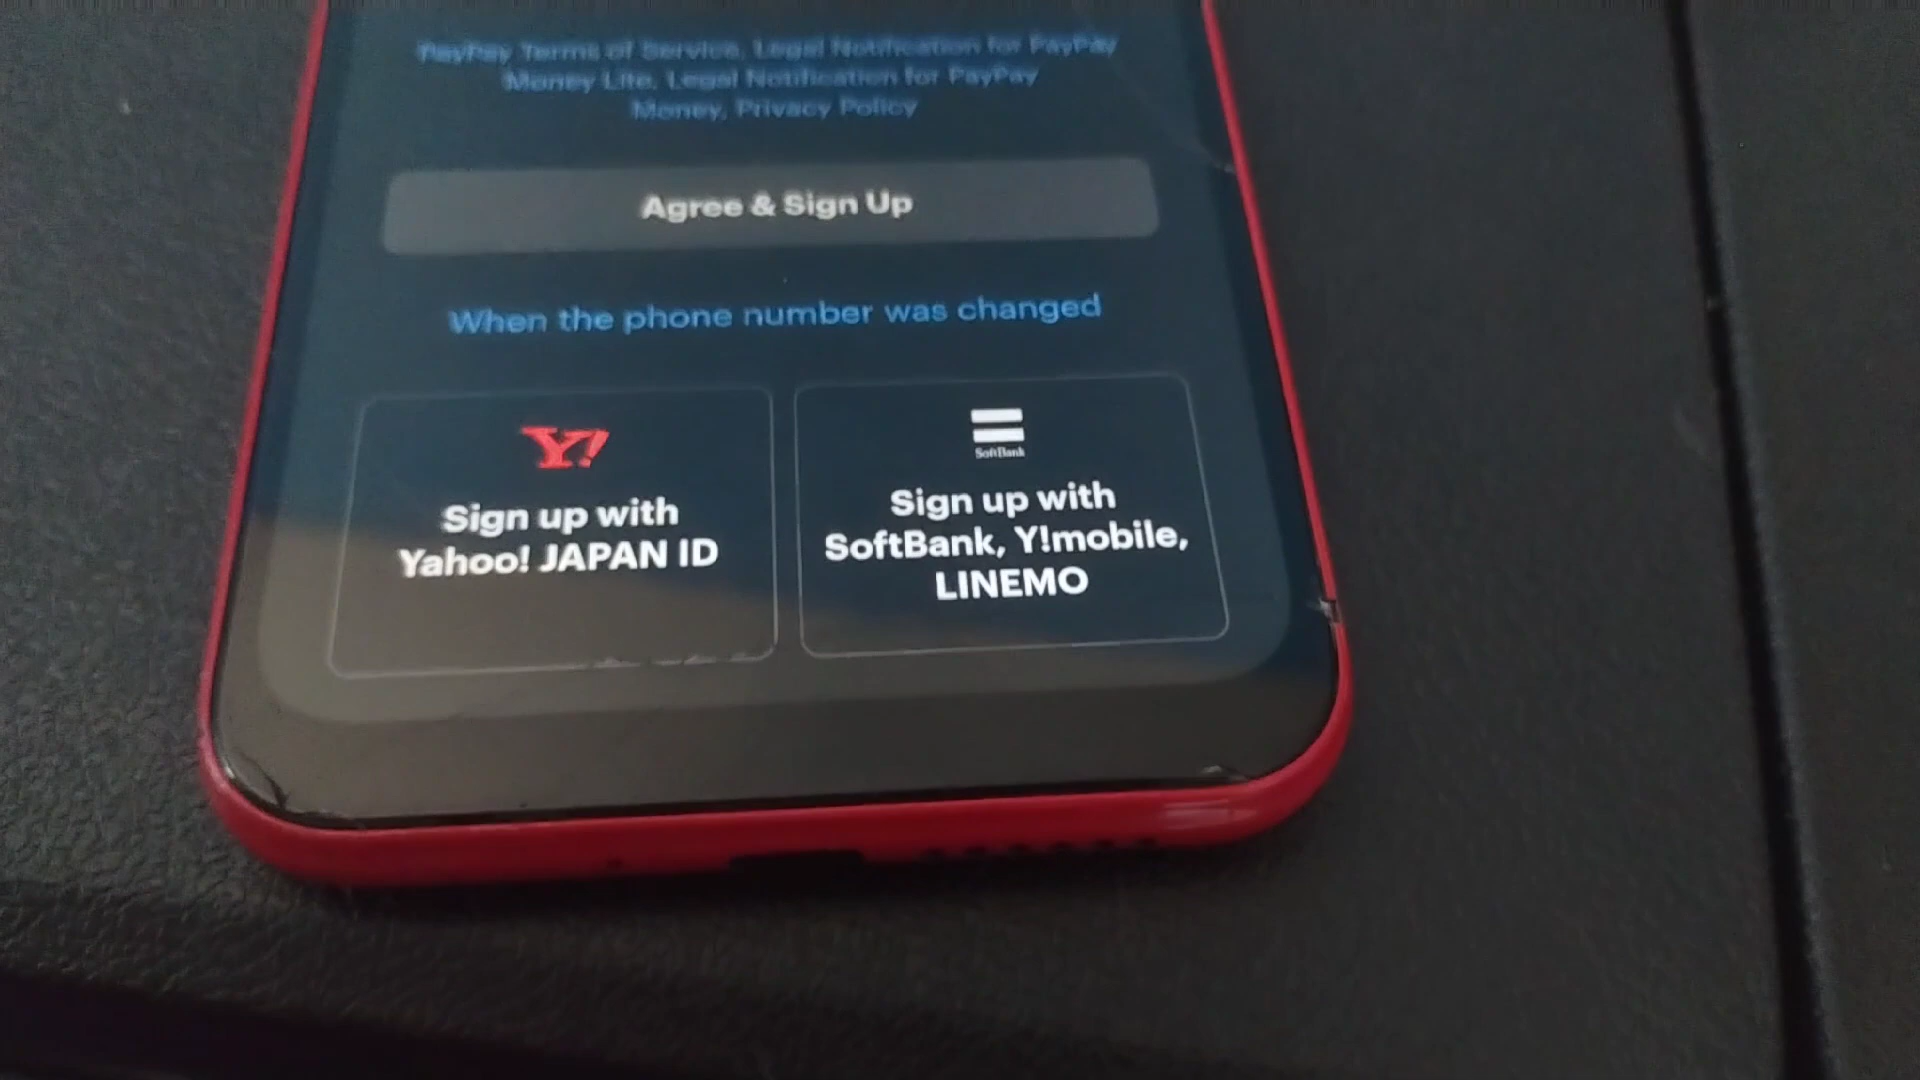 PayPay Terms of Service, Legal Notification for PayPay
Money Lite, Legal Notification for PayPay
Money, Privacy Policy
Agree & Sign Up
When the phone number was changed
Y!
Sign up with
Yahoo! JAPAN ID
SoftBank
Sign up with
SoftBank, Y!mobile,
LINEMO